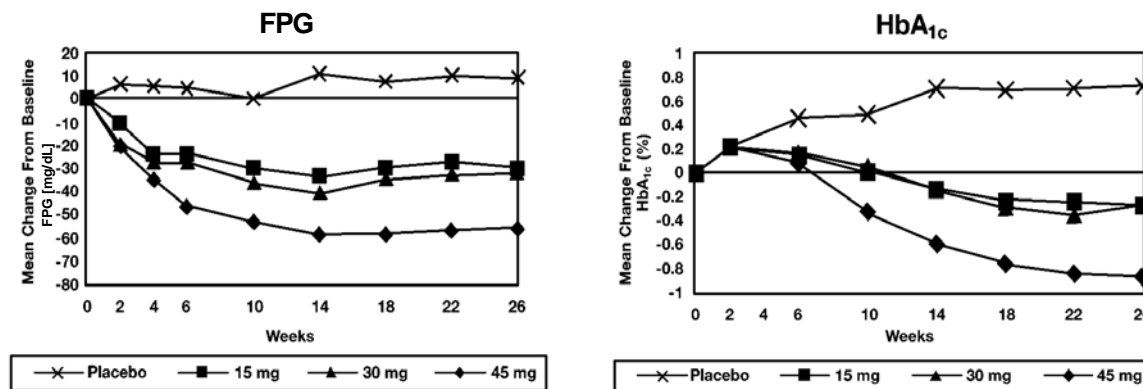 FPG
Mean Change From Baseline
FPG [mg/dL]
20
10
0
-10
-20
-30
-40
-50
-60
-70
-80
0 2 4 6 10 14 18 22 26
Weeks
Placebo 15 mg 30 mg 45 mg
HbA1c
Mean Change From Baseline
HbA1c (%)
1
0.8
0.6
0.4
0.2
0
-0.2
-0.4
-0.6
-0.8
-1
0 2 4 6 10 14 18 22
Weeks
Placebo 15 mg 30 mg 45 mg